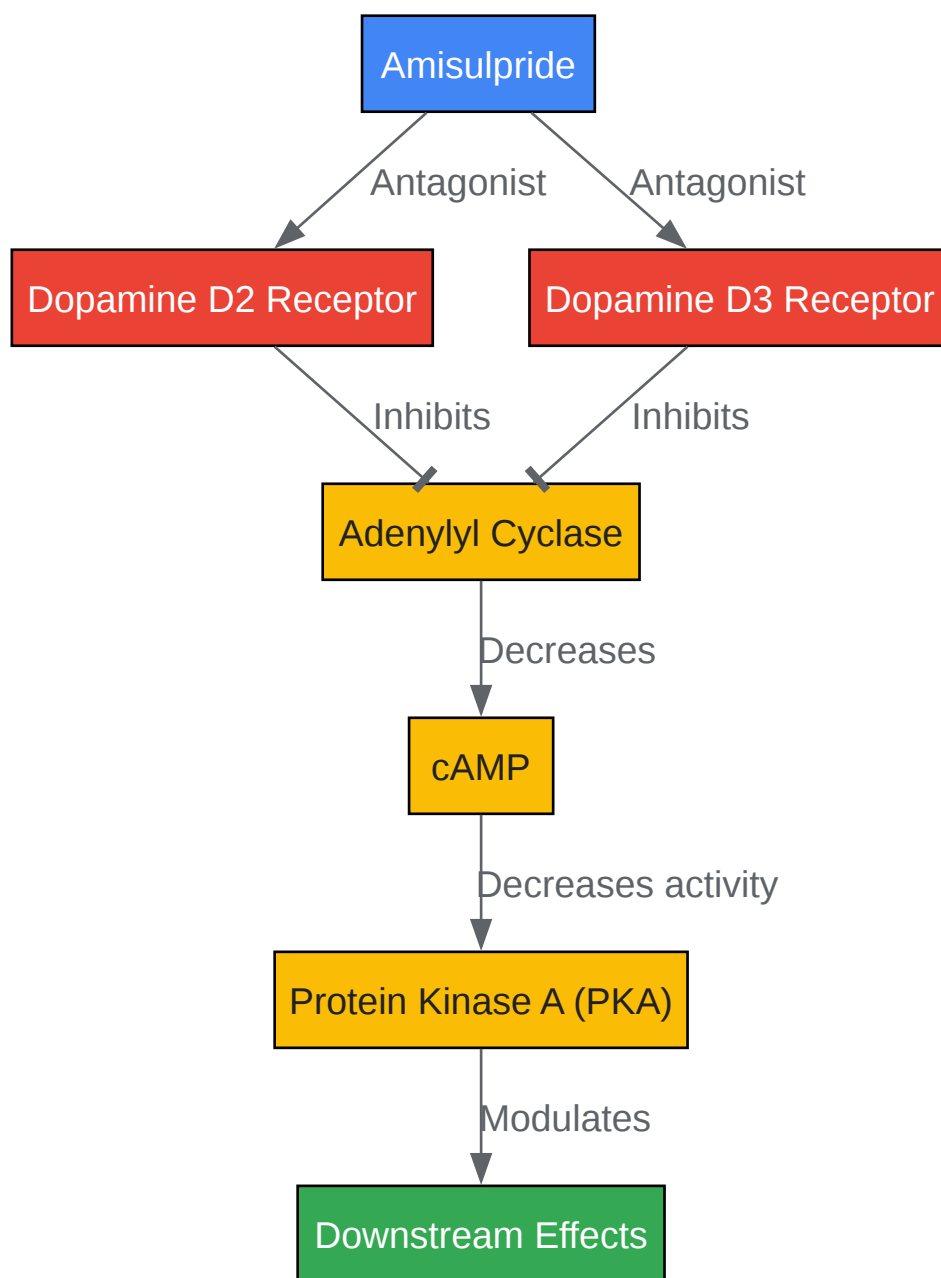 Amisulpride
Antagonist
Antagonist
Dopamine D2 Receptor
Dopamine D3 Receptor
Inhibits
Inhibits
Adenylyl Cyclase
Decreases
cAMP
Decreases activity
Protein Kinase A (PKA)
Modulates
Downstream Effects